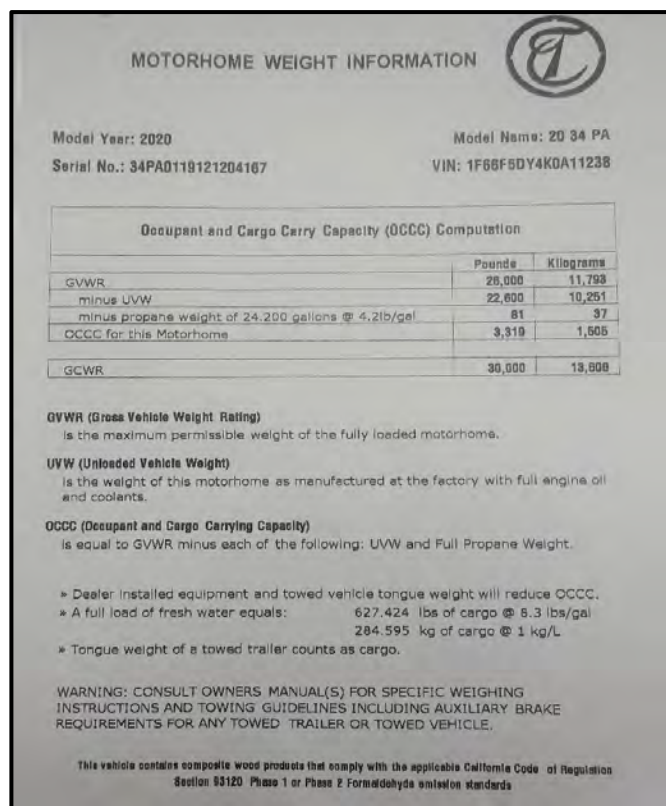 MOTORHOME WEIGHT INFORMATION
Model Year: 2020 Model Name: 20 34 PA
Serial No.: 34PA0119121204167 VIN: 1F66F5DY4K0A11238
Occupant and Cargo Carry Capacity (OCCC) Computation
Pounds Kilograms
GVWR 26,000 11,793
minus UVW 22,600 10,251
minus propane weight of 24.200 gallons @ 4.2lb/gal 81 37
OCCC for this Motorhome 3,319 1,505
GCWR 30,000 13,608
GVWR (Gross Vehicle Weight Rating)
is the maximum permissible weight of the fully loaded motorhome.
UVW (Unloaded Vehicle Weight)
is the weight of this motorhome as manufactured at the factory with full engine oil
and coolants.
OCCC (Occupant and Cargo Carrying Capacity)
is equal to GVWR minus each of the following: UVW and Full Propane Weight.
» Dealer installed equipment and towed vehicle tongue weight will reduce OCCC.
» A full load of fresh water equals: 627.424 lbs of cargo @ 8.3 lbs/gal
284.595 kg of cargo @ 1 kg/L
» Tongue weight of a towed trailer counts as cargo.
WARNING: CONSULT OWNERS MANUAL(S) FOR SPECIFIC WEIGHING
INSTRUCTIONS AND TOWING GUIDELINES INCLUDING AUXILIARY BRAKE
REQUIREMENTS FOR ANY TOWED TRAILER OR TOWED VEHICLE.
This vehicle contains composite wood products that comply with the applicable California Code of Regulation
Section 93120 Phase 1 or Phase 2 Formaldehyde emission standards